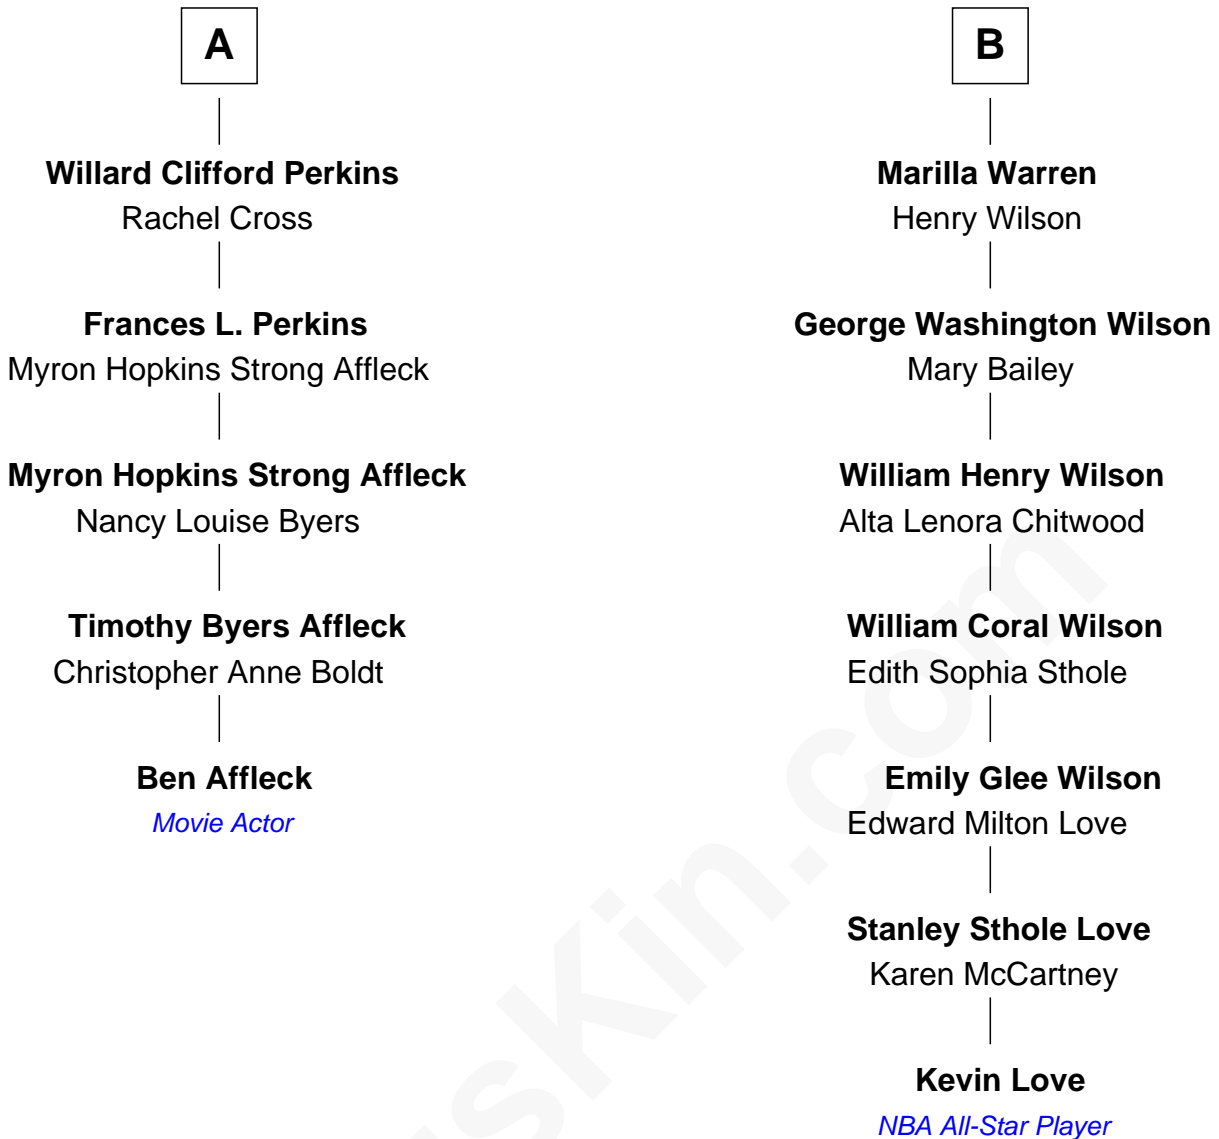 A
Willard Clifford Perkins
Rachel Cross
Frances L. Perkins
Myron Hopkins Strong Affleck
Myron Hopkins Strong Affleck
Nancy Louise Byers
Timothy Byers Affleck
Christopher Anne Boldt
Ben Affleck
Movie Actor
B
Marilla Warren
Henry Wilson
George Washington Wilson
Mary Bailey
William Henry Wilson
Alta Lenora Chitwood
William Coral Wilson
Edith Sophia Sthole
Emily Glee Wilson
Edward Milton Love
Stanley Sthole Love
Karen McCartney
Kevin Love
NBA All-Star Player